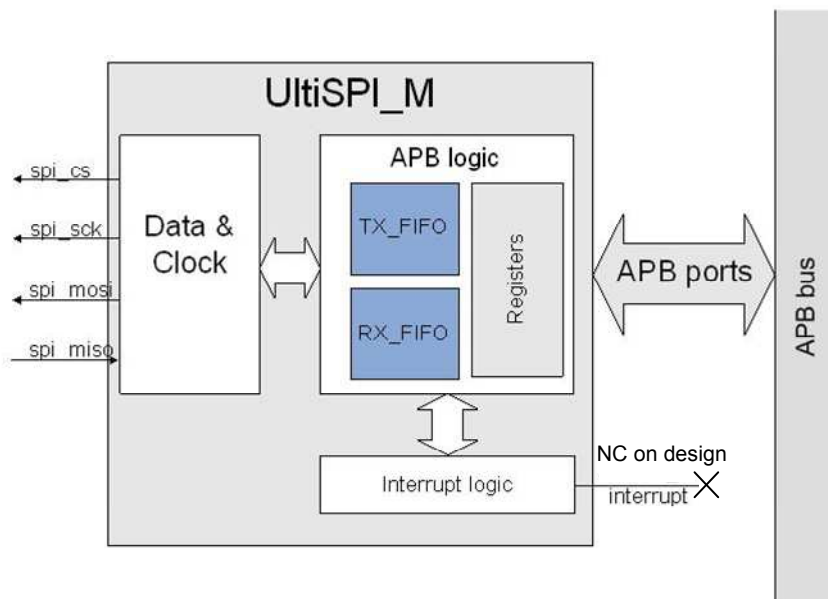 UltiSPI_M
spi_cs
spi_sck
spi_mosi
spi_miso
Data &
Clock
APB logic
TX_FIFO
RX_FIFO
Registers
Interrupt logic
NC on design
interrupt
APB ports
APB bus